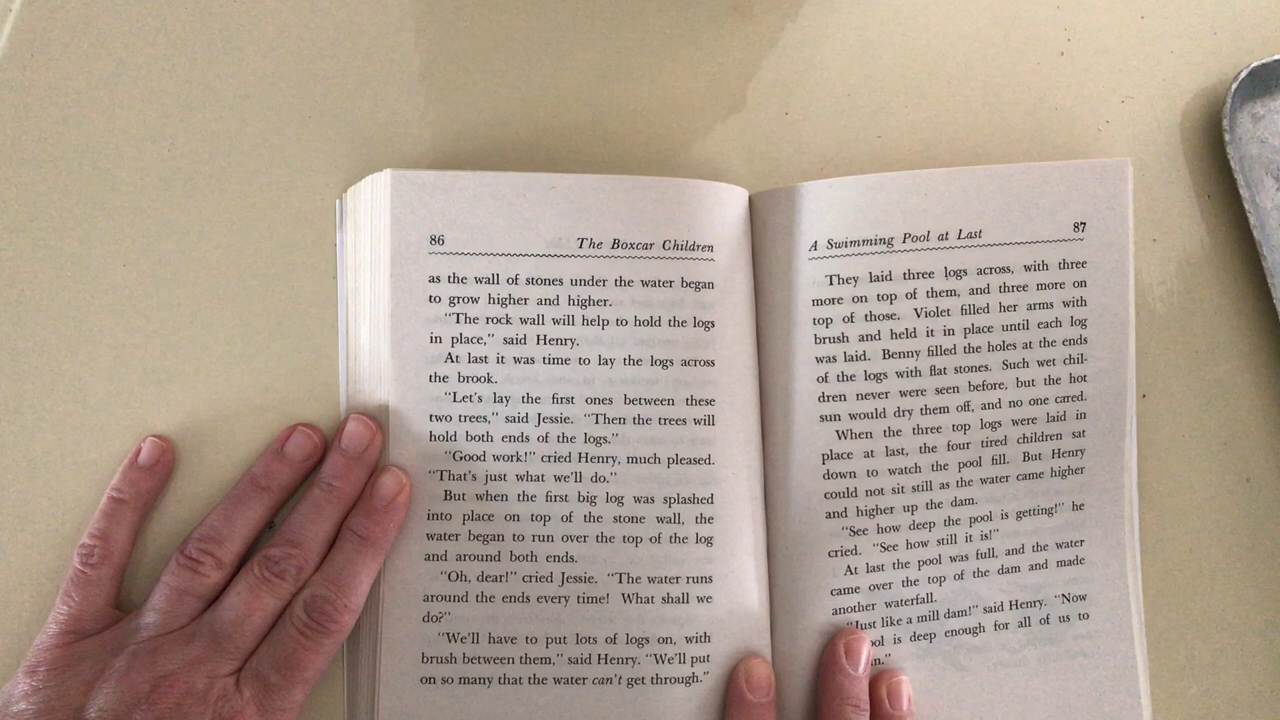 86 The Boxcar Children
as the wall of stones under the water began
to grow higher and higher.
"The rock wall will help to hold the logs
in place," said Henry.
At last it was time to lay the logs across
the brook.
"Let's lay the first ones between these
two trees," said Jessie. "Then the trees will
hold both ends of the logs."
"Good work!" cried Henry, much pleased.
"That's just what we'll do."
But when the first big log was splashed
into place on top of the stone wall, the
water began to run over the top of the log
and around both ends.
"Oh, dear!" cried Jessie. "The water runs
around the ends every time! What shall we
do?"
"We'll have to put lots of logs on, with
brush between them," said Henry. "We'll put
on so many that the water can't get through."
A Swimming Pool at Last 87
They laid three logs across, with three
more on top of them, and three more on
top of those. Violet filled her arms with
brush and held it in place until each log
was laid. Benny filled the holes at the ends
of the logs with flat stones. Such wet chil-
dren never were seen before, but the hot
sun would dry them off, and no one cared.
When the three top logs were laid in
place at last, the four tired children sat
down to watch the pool fill. But Henry
could not sit still as the water came higher
and higher up the dam.
"See how deep the pool is getting!" he
cried. "See how still it is!"
At last the pool was full, and the water
came over the top of the dam and made
another waterfall.
"Just like a mill dam!" said Henry. "Now
is deep enough for all of us to